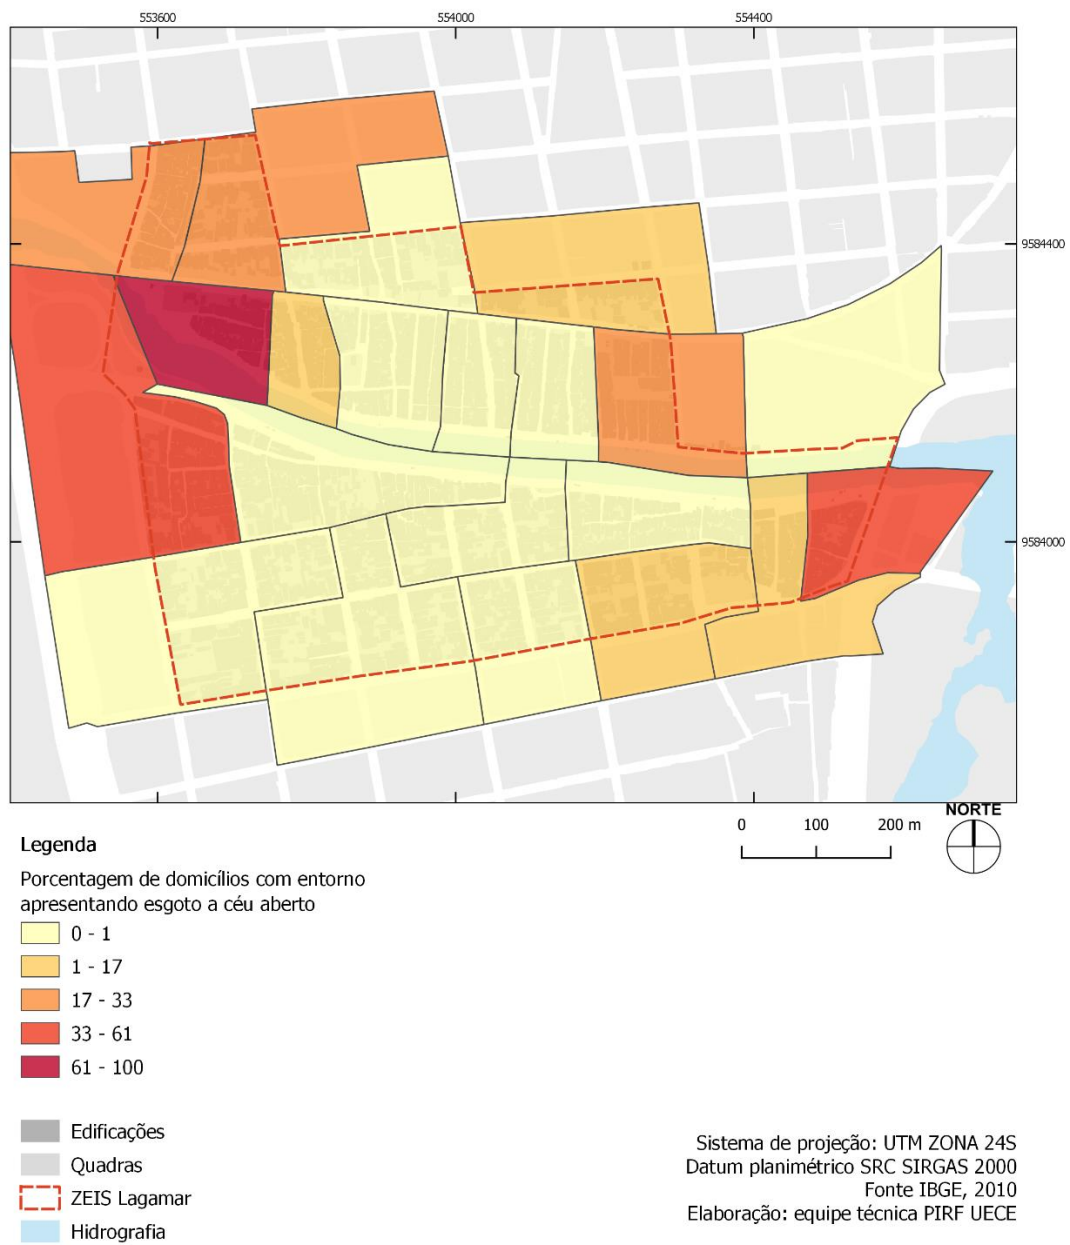 553600
554000
554400
9584400
9584000
0 100 200 m
NORTE
Legenda
Porcentagem de domicílios com entorno
apresentando esgoto a céu aberto
0 - 1
1 - 17
17 - 33
33 - 61
61 - 100
Edificações
Quadras
ZEIS Lagamar
Hidrografia
Sistema de projeção: UTM ZONA 24S
Datum planimétrico SRC SIRGAS 2000
Fonte IBGE, 2010
Elaboração: equipe técnica PIRF UECE